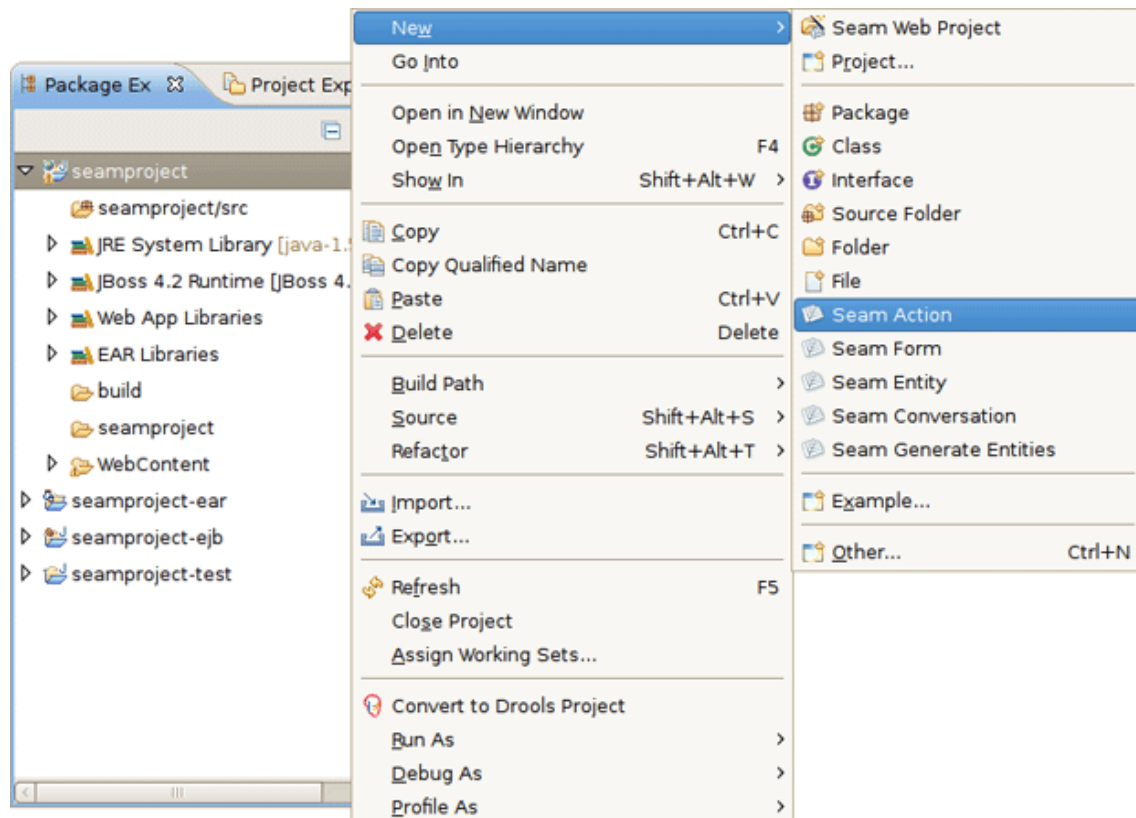 Package Ex
Project Exp
seamproject
seamproject/src
JRE System Library [java-1.5
JBoss 4.2 Runtime [JBoss 4.
Web App Libraries
EAR Libraries
build
seamproject
WebContent
seamproject-ear
seamproject-ejb
seamproject-test
New
Go Into
Open in New Window
Open Type Hierarchy F4
Show In Shift+Alt+W
Copy Ctrl+C
Copy Qualified Name
Paste Ctrl+V
Delete Delete
Build Path
Source Shift+Alt+S
Refactor Shift+Alt+T
Import...
Export...
Refresh F5
Close Project
Assign Working Sets...
Convert to Drools Project
Run As
Debug As
Profile As
Seam Web Project
Project...
Package
Class
Interface
Source Folder
Folder
File
Seam Action
Seam Form
Seam Entity
Seam Conversation
Seam Generate Entities
Example...
Other... Ctrl+N